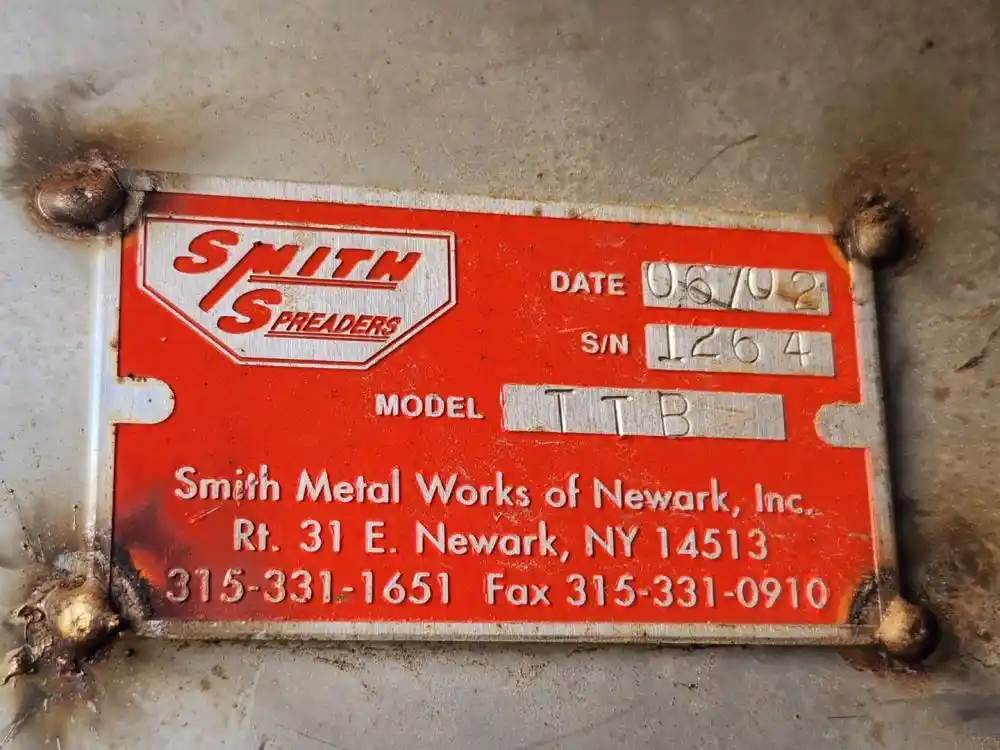 SMITH
SPREADERS
DATE 06/02
S/N 1264
MODEL TTB
Smith Metal Works of Newark, Inc.
Rt. 31 E. Newark, NY 14513
315-331-1651 Fax 315-331-0910